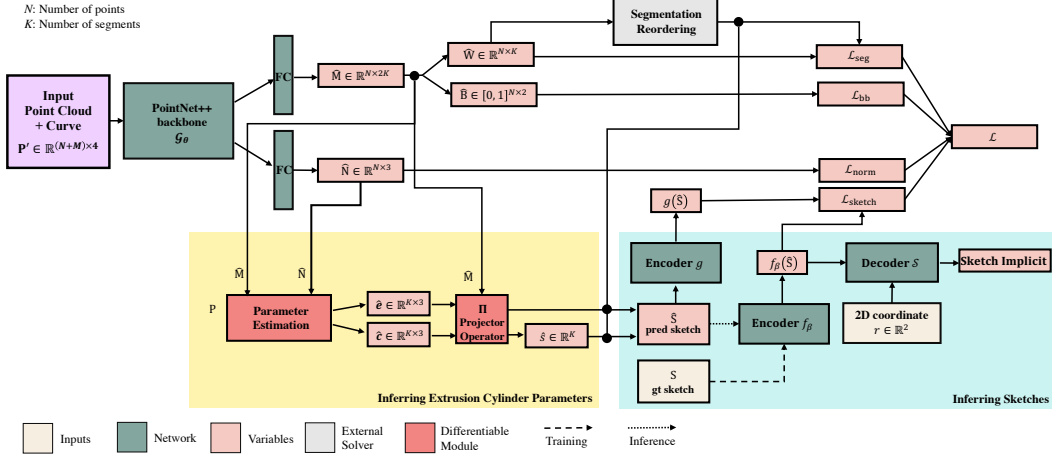 N: Number of points
K: Number of segments
Input
Point Cloud
+ Curve
P′ ∈ ℝ^{(N+M)×4}
PointNet++
backbone
𝒢_θ
FC
M̂ ∈ ℝ^{N×2K}
Ŵ ∈ ℝ^{N×K}
B̂ ∈ [0, 1]^{N×2}
Segmentation
Reordering
ℒ_seg
ℒ_bb
ℒ
FC
N̂ ∈ ℝ^{N×3}
ℒ_norm
ℒ_sketch
g(Ŝ)
M̂
N̂
M̂
P
Parameter
Estimation
ê ∈ ℝ^{K×3}
ĉ ∈ ℝ^{K×3}
Π
Projector
Operator
ŝ ∈ ℝ^K
Inferring Extrusion Cylinder Parameters
Encoder g
f_β(Ŝ)
Decoder 𝒮
Sketch Implicit
Ŝ
pred sketch
Encoder f_β
2D coordinate
r ∈ ℝ²
S
gt sketch
Inferring Sketches
Inputs
Network
Variables
External
Solver
Differentiable
Module
Training
Inference